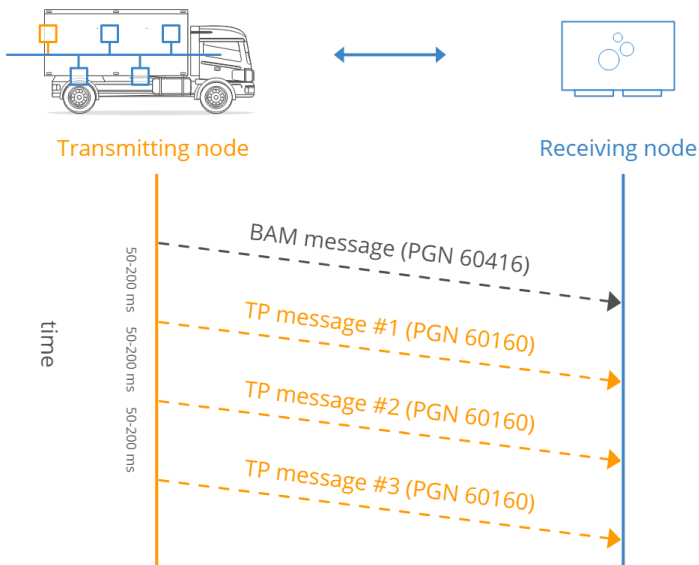 Transmitting node
Receiving node
BAM message (PGN 60416)
50-200 ms
TP message #1 (PGN 60160)
time
50-200 ms
TP message #2 (PGN 60160)
50-200 ms
TP message #3 (PGN 60160)